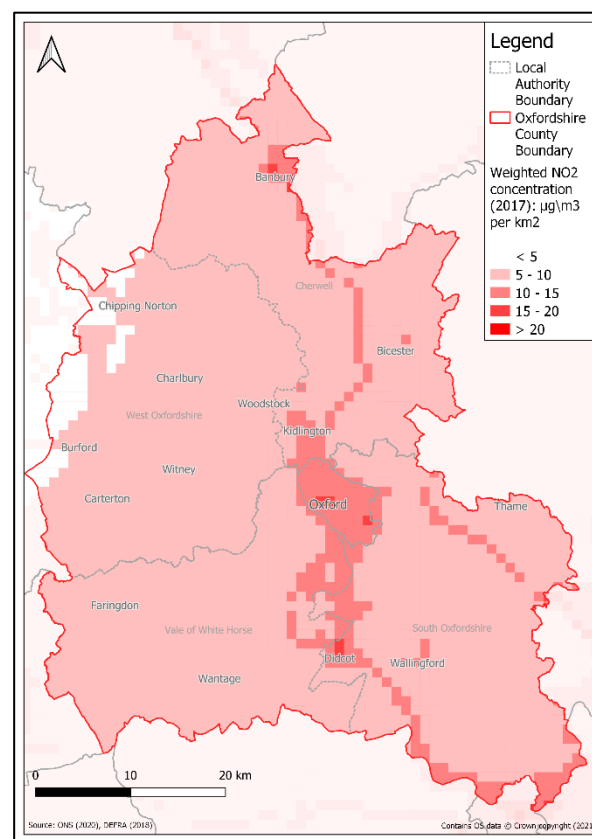 Legend
Local
Authority
Boundary
Oxfordshire
County
Boundary
Weighted NO2
concentration
(2017): µg\m3
per km2
< 5
5 - 10
10 - 15
15 - 20
> 20
Banbury
Cherwell
Chipping Norton
Bicester
Charlbury
Woodstock
West Oxfordshire
Kidlington
Burford
Witney
Carterton
Oxford
Thame
Faringdon
Vale of White Horse
South Oxfordshire
Didcot
Wallingford
Wantage
0 10 20 km
Source: ONS (2020), DEFRA (2018)
Contains OS data © Crown copyright (2021